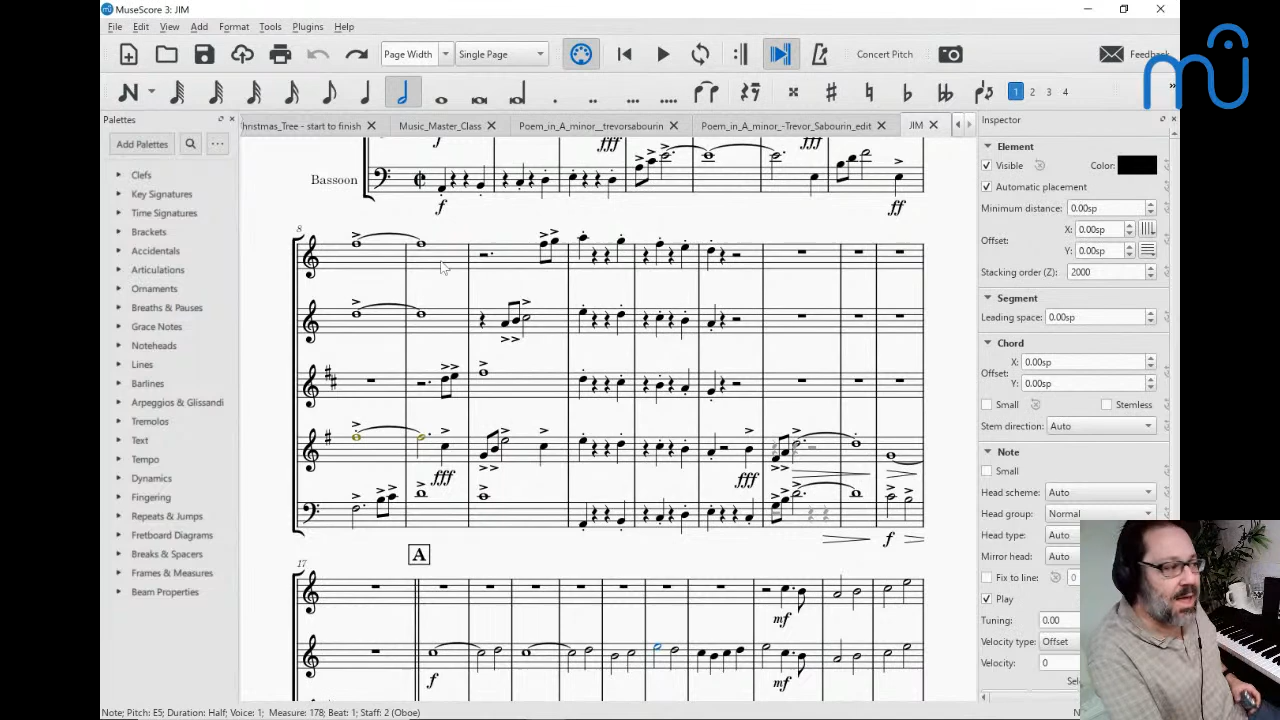 MuseScore 3: JIM
File Edit View Add Format Tools Plugins Help
Page Width Single Page Concert Pitch Feedback
1 2 3 4
Palettes
hristmas_Tree - start to finish Music_Master_Class Poem_in_A_minor__trevorsabourin Poem_in_A_minor_-Trevor_Sabourin_edit JIM
Inspector
Add Palettes
Clefs
Key Signatures
Time Signatures
Brackets
Accidentals
Articulations
Ornaments
Breaths & Pauses
Grace Notes
Noteheads
Lines
Barlines
Arpeggios & Glissandi
Tremolos
Text
Tempo
Dynamics
Fingering
Repeats & Jumps
Fretboard Diagrams
Breaks & Spaces
Frames & Measures
Beam Properties
f fff fff
Bassoon
f ff
8
fff fff
f
A
17
mf
f mf
Element
Visible Color:
Automatic placement
Minimum distance: 0.00sp
Offset: X: 0.00sp
Y: 0.00sp
Stacking order (Z): 2000
Segment
Leading space: 0.00sp
Chord
Offset: X: 0.00sp
Y: 0.00sp
Small Stemless
Stem direction: Auto
Note
Small
Head scheme: Auto
Head group: Normal
Head type: Auto
Mirror head: Auto
Fix to line: 0
Play
Tuning: 0.00
Velocity type: Offset
Velocity: 0
Note; Pitch: E5; Duration: Half; Voice: 1; Measure: 178; Beat: 1; Staff: 2 (Oboe)